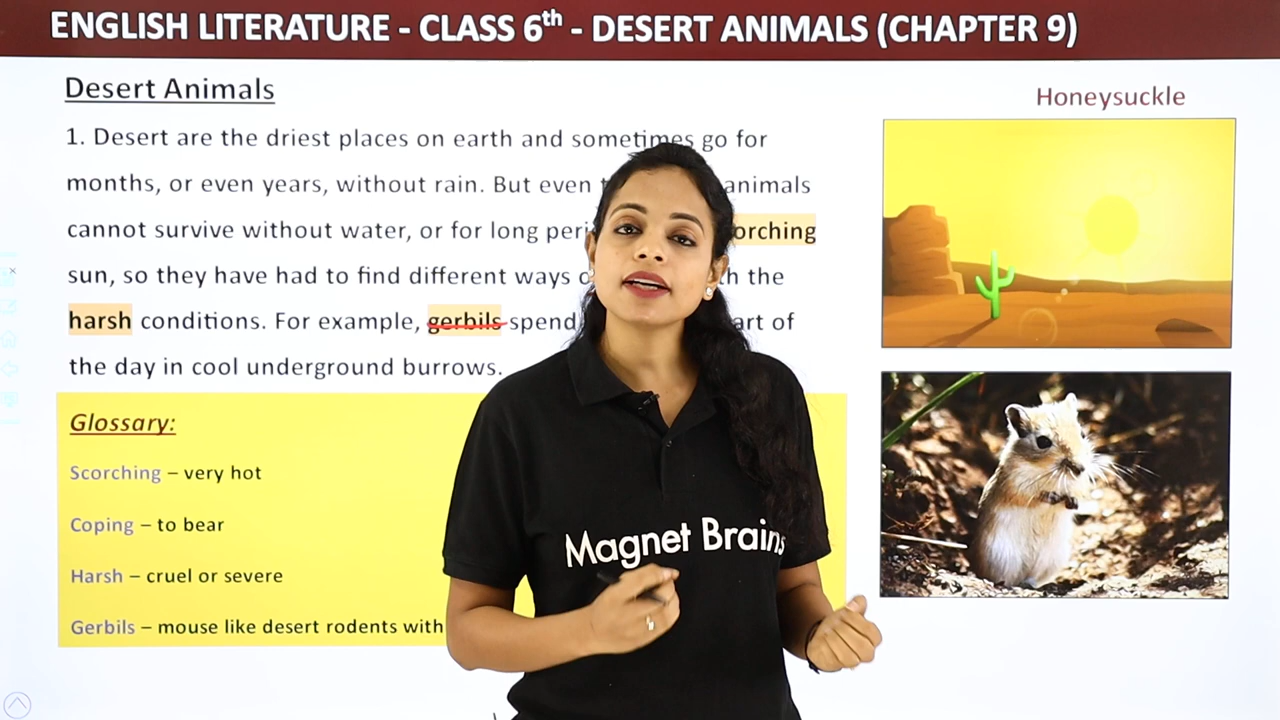 ENGLISH LITERATURE - CLASS 6th - DESERT ANIMALS (CHAPTER 9)
Desert Animals
Honeysuckle
1. Desert are the driest places on earth and sometimes go for
months, or even years, without rain. But even animals
cannot survive without water, or for long orching
sun, so they have had to find different ways the
harsh conditions. For example, gerbils spend art of
the day in cool underground burrows.
Glossary:
Scorching – very hot
Coping – to bear
Harsh – cruel or severe
Gerbils – mouse like desert rodents with
Magnet Brains